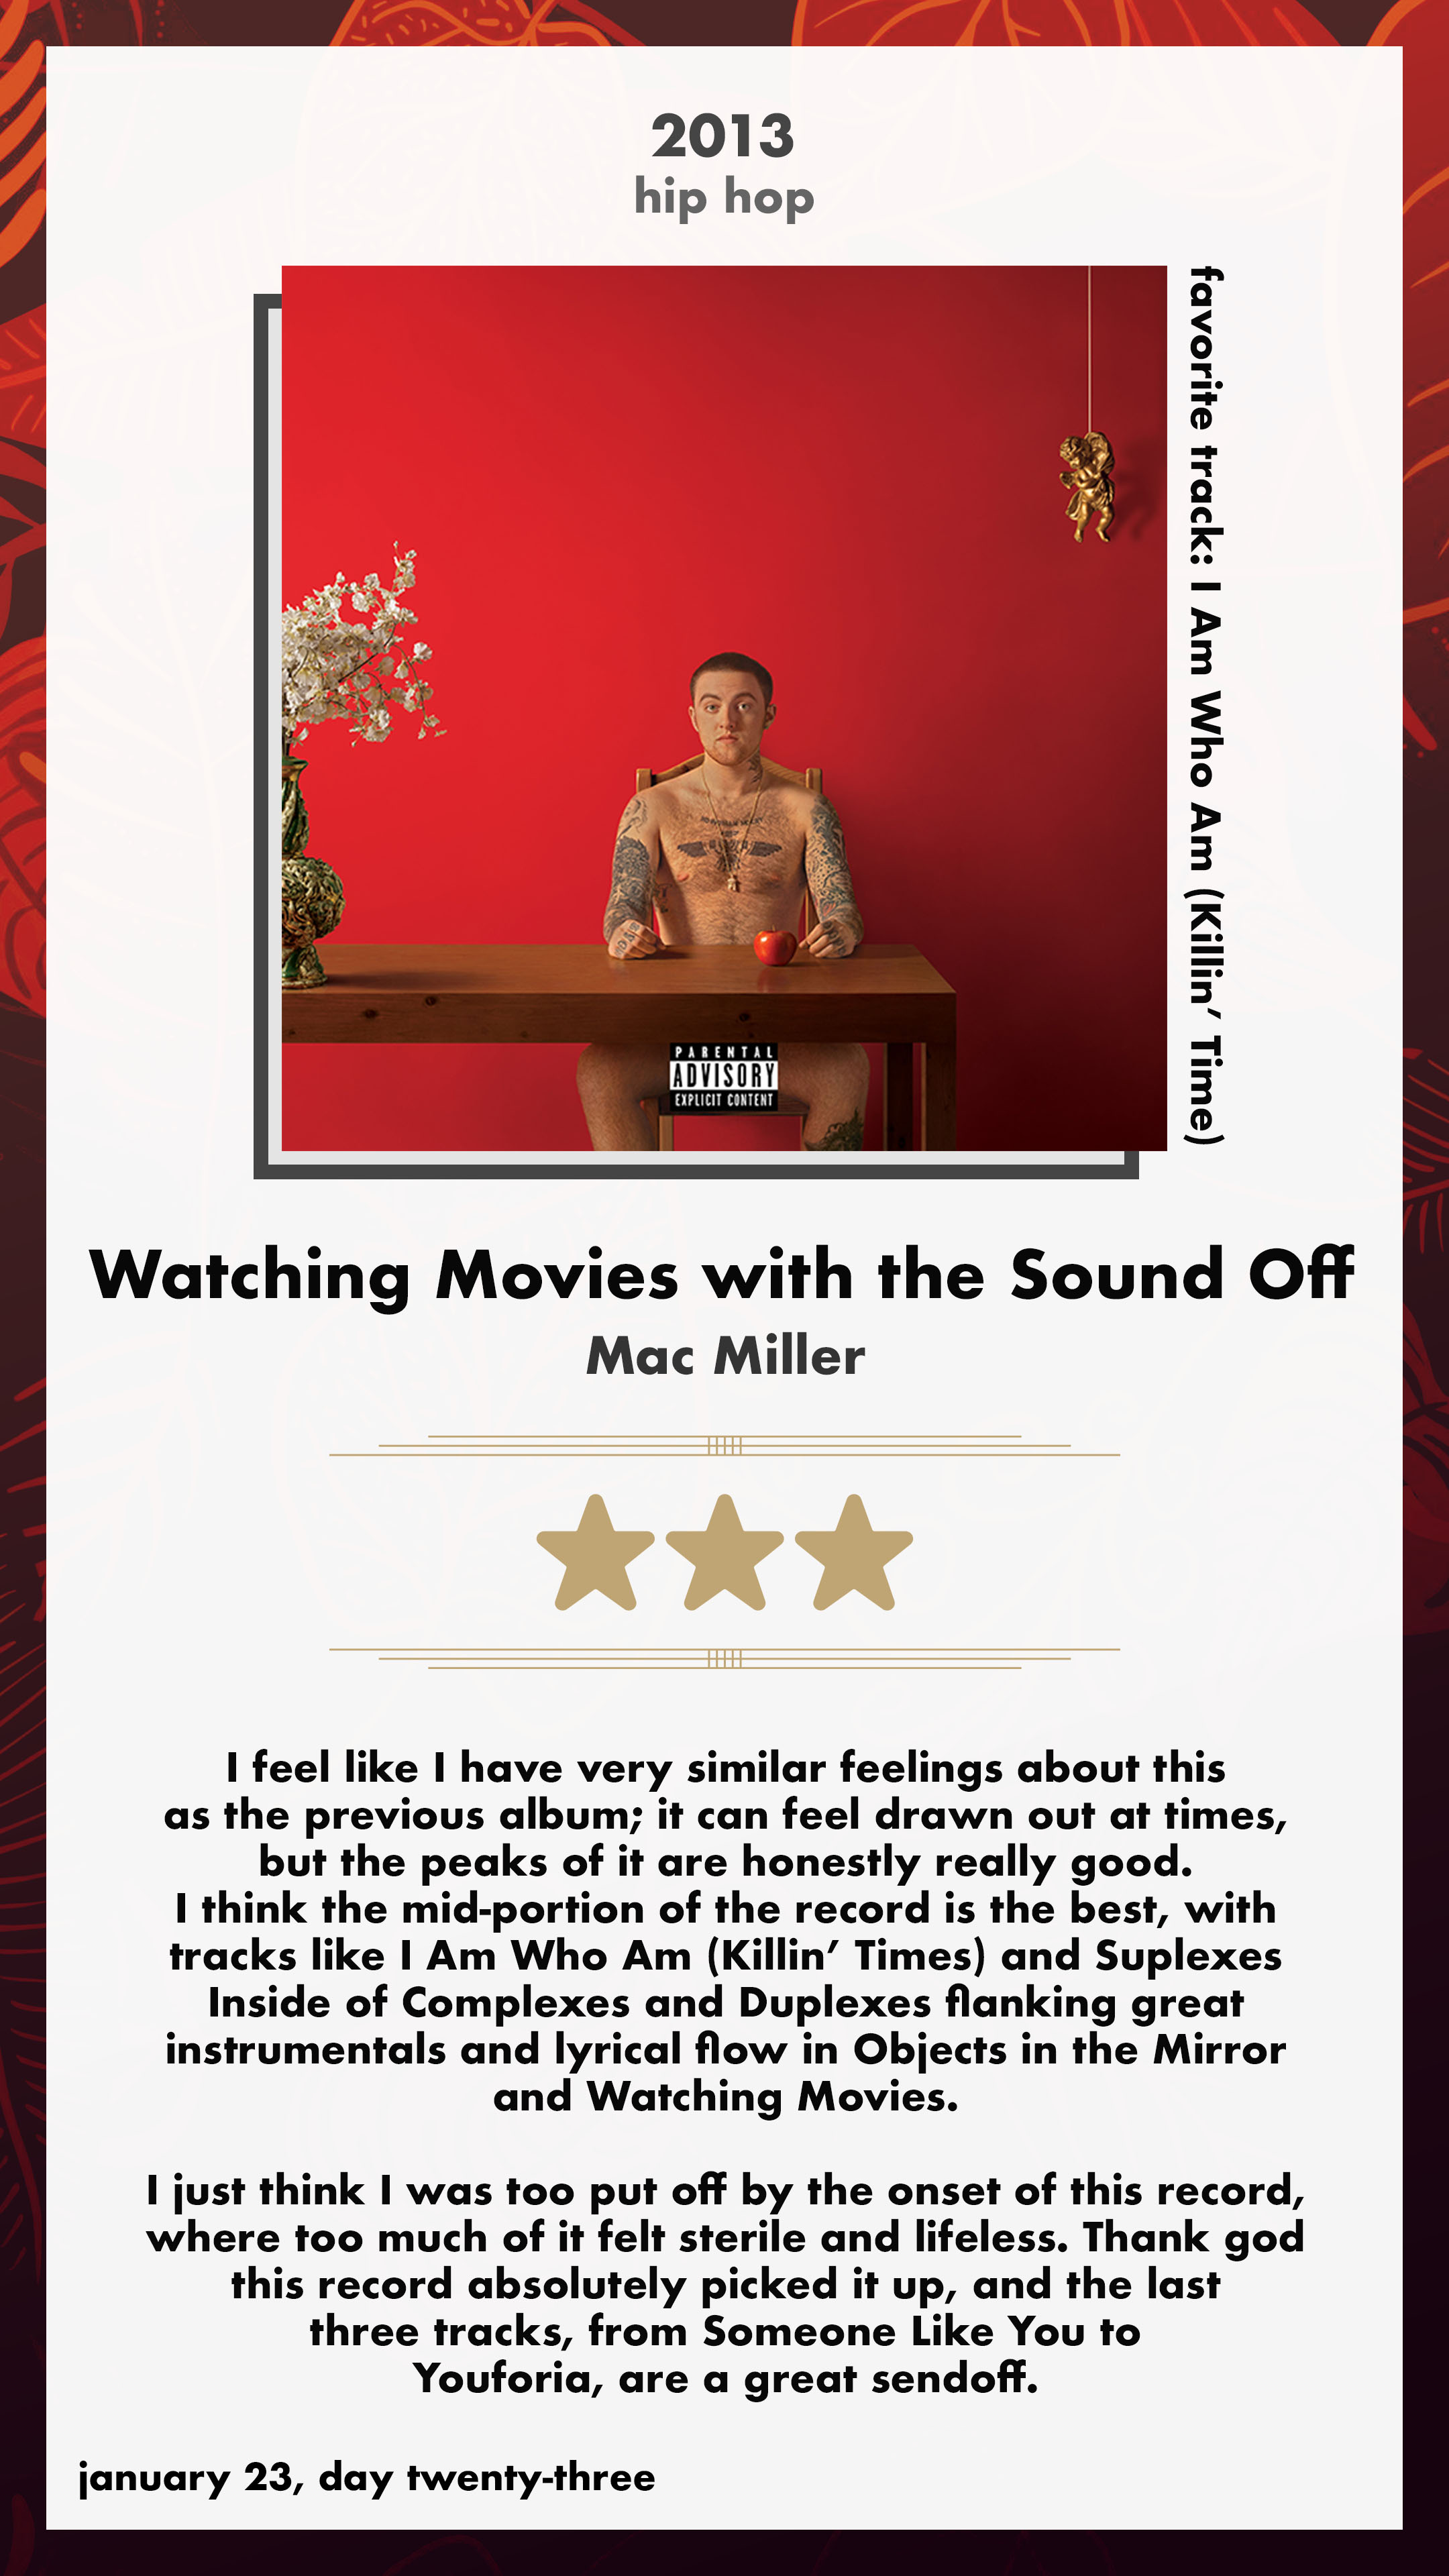 2013
hip hop
favorite track: I Am Who Am (Killin’ Time)
PARENTAL
ADVISORY
EXPLICIT CONTENT
Watching Movies with the Sound Off
Mac Miller
I feel like I have very similar feelings about this
as the previous album; it can feel drawn out at times,
but the peaks of it are honestly really good.
I think the mid-portion of the record is the best, with
tracks like I Am Who Am (Killin’ Times) and Suplexes
Inside of Complexes and Duplexes flanking great
instrumentals and lyrical flow in Objects in the Mirror
and Watching Movies.
I just think I was too put off by the onset of this record,
where too much of it felt sterile and lifeless. Thank god
this record absolutely picked it up, and the last
three tracks, from Someone Like You to
Youforia, are a great sendoff.
january 23, day twenty-three